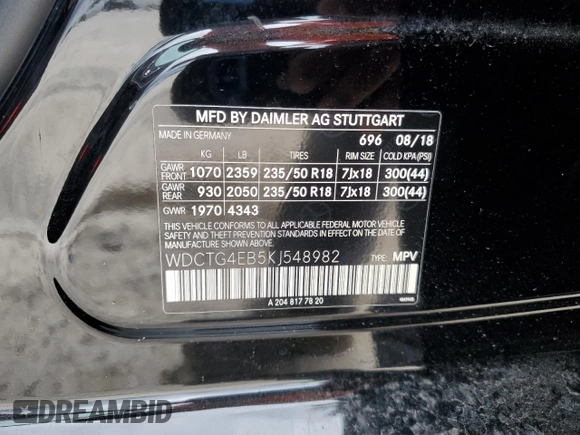 MFD BY DAIMLER AG STUTTGART
MADE IN GERMANY 696 08/18
KG LB TIRES RIM SIZE COLD KPA(PSI)
GAWR FRONT 1070 2359 235/50 R18 7Jx18 300(44)
GAWR REAR 930 2050 235/50 R18 7Jx18 300(44)
GVWR 1970 4343
THIS VEHICLE CONFORMS TO ALL APPLICABLE FEDERAL MOTOR VEHICLE
SAFETY AND THEFT PREVENTION STANDARDS IN EFFECT ON THE DATE OF
MANUFACTURE SHOWN ABOVE.
WDCTG4EB5KJ548982 TYPE: MPV
A 204 817 78 20
DREAMBID